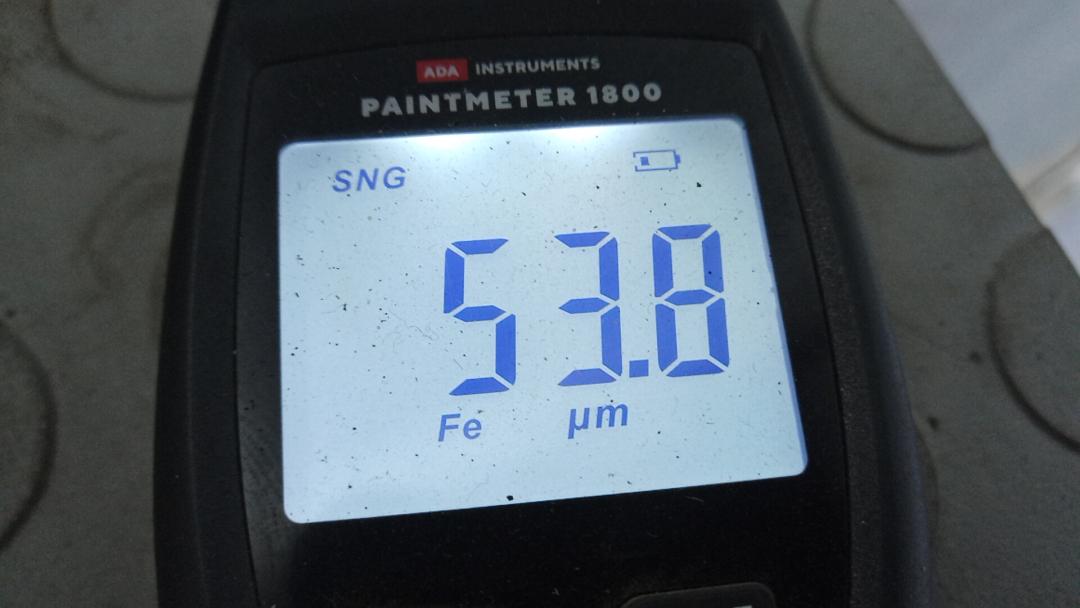 ADA INSTRUMENTS
PAINTMETER 1800
SNG
53.8
Fe µm